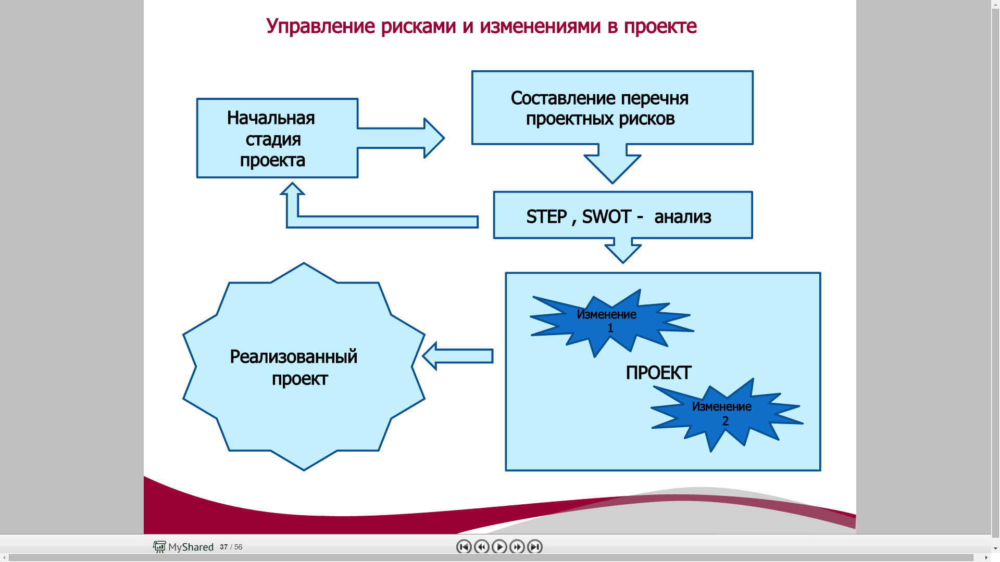 Управление рисками и изменениями в проекте
Начальная
стадия
проекта
Составление перечня
проектных рисков
STEP , SWOT - анализ
Изменение
1
ПРОЕКТ
Изменение
2
Реализованный
проект
MyShared 37 / 56